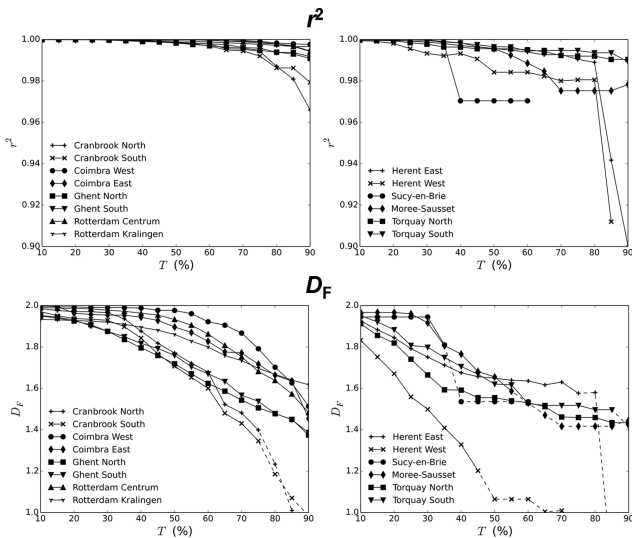 r²
1.00
0.98
0.96
0.94
0.92
0.90
r²
Cranbrook North
Cranbrook South
Coimbra West
Coimbra East
Ghent North
Ghent South
Rotterdam Centrum
Rotterdam Kralingen
10 20 30 40 50 60 70 80 90
T (%)
1.00
0.98
0.96
0.94
0.92
0.90
r²
Herent East
Herent West
Sucy-en-Brie
Moree-Sausset
Torquay North
Torquay South
10 20 30 40 50 60 70 80 90
T (%)
D_F
2.0
1.8
1.6
1.4
1.2
1.0
D_F
Cranbrook North
Cranbrook South
Coimbra West
Coimbra East
Ghent North
Ghent South
Rotterdam Centrum
Rotterdam Kralingen
10 20 30 40 50 60 70 80 90
T (%)
2.0
1.8
1.6
1.4
1.2
1.0
D_F
Herent East
Herent West
Sucy-en-Brie
Moree-Sausset
Torquay North
Torquay South
10 20 30 40 50 60 70 80 90
T (%)